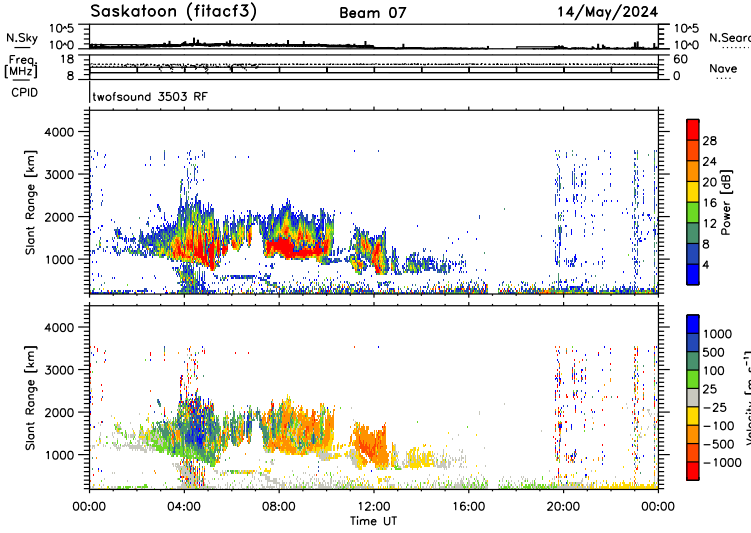 Saskatoon (fitacf3) Beam 07 14/May/2024
N.Sky 10^5 10^0 10^5 10^0 N.Searc
Freq. [MHz] 18 8 60 0 Nave
CPID twofsound 3503 RF
Slant Range [km] 4000 3000 2000 1000
28 24 20 16 12 8 4 Power [dB]
Slant Range [km] 4000 3000 2000 1000
1000 500 100 25 -25 -100 -500 -1000 Velocity [m s⁻¹]
00:00 04:00 08:00 12:00 16:00 20:00 00:00
Time UT